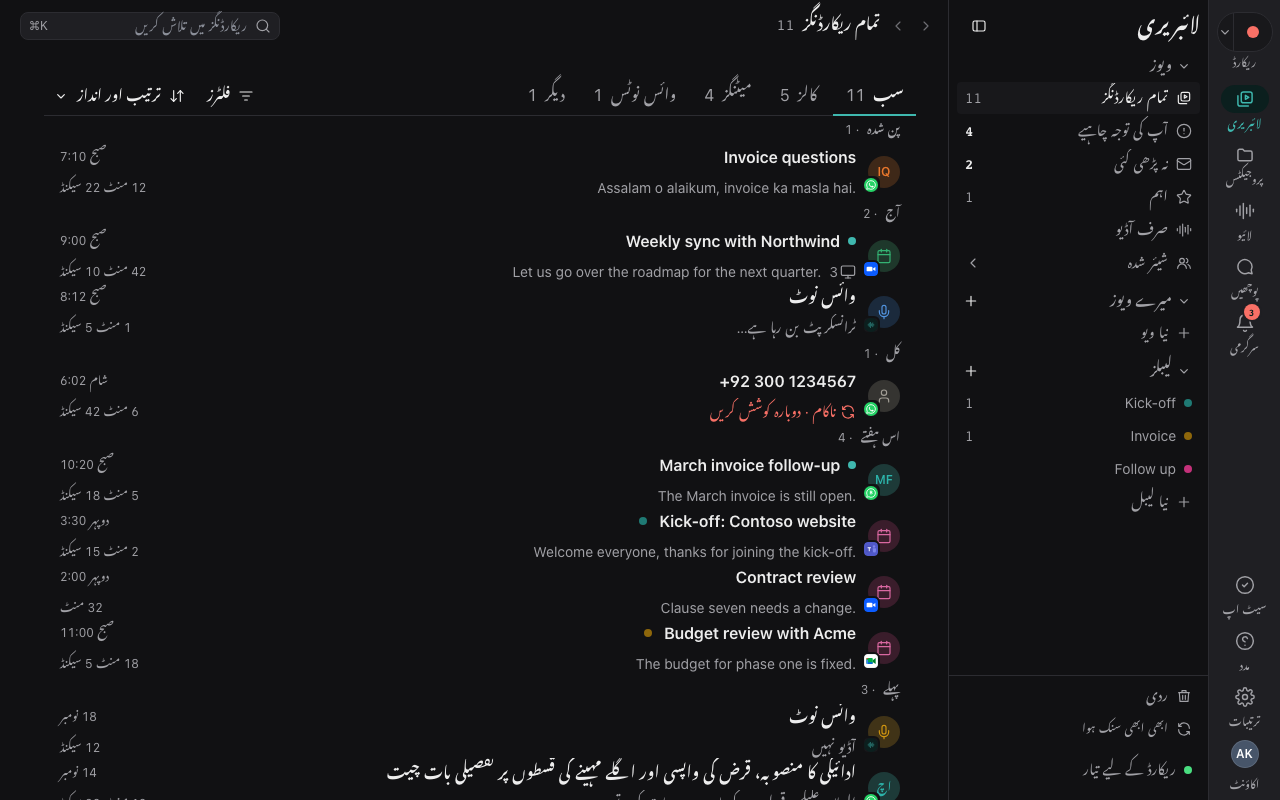 ریکارڈ
لائبریری
پروجیکٹس
لائیو
پوچھیں
3
سرگرمی
سیٹ اپ
مدد
ترتیبات
AK
اکاؤنٹ
لائبریری
ویوز
تمام ریکارڈنگز 11
آپ کی توجہ چاہیے 4
نہ پڑھی گئی 2
اہم 1
صرف آڈیو
شیئر شدہ
میرے ویوز
نیا ویو
لیبلز
Kick-off 1
Invoice 1
Follow up
نیا لیبل
ردی
ابھی ابھی سنک ہوا
ریکارڈ کے لیے تیار
تمام ریکارڈنگز 11
ریکارڈنگز میں تلاش کریں ⌘K
سب 11 کالز 5 میٹنگز 4 وائس نوٹس 1 دیگر 1
فلٹرز ترتیب اور انداز
پن شدہ · 1
IQ Invoice questions صبح 7:10
Assalam o alaikum, invoice ka masla hai. 12 منٹ 22 سیکنڈ
آج · 2
Weekly sync with Northwind صبح 9:00
3 Let us go over the roadmap for the next quarter. 42 منٹ 10 سیکنڈ
وائس نوٹ صبح 8:12
ٹرانسکرپٹ بن رہا ہے... 1 منٹ 5 سیکنڈ
کل · 1
+92 300 1234567 شام 6:02
ناکام · دوبارہ کوشش کریں 6 منٹ 42 سیکنڈ
اس ہفتے · 4
MF March invoice follow-up صبح 10:20
The March invoice is still open. 5 منٹ 18 سیکنڈ
Kick-off: Contoso website دوپہر 3:30
Welcome everyone, thanks for joining the kick-off. 2 منٹ 15 سیکنڈ
Contract review دوپہر 2:00
Clause seven needs a change. 32 منٹ
Budget review with Acme صبح 11:00
The budget for phase one is fixed. 18 منٹ 5 سیکنڈ
پہلے · 3
وائس نوٹ 18 نومبر
آڈیو نہیں 12 سیکنڈ
اچ ادائیگی کا منصوبہ، قرض کی واپسی اور اگلے مہینے کی قسطوں پر تفصیلی بات چیت 14 نومبر